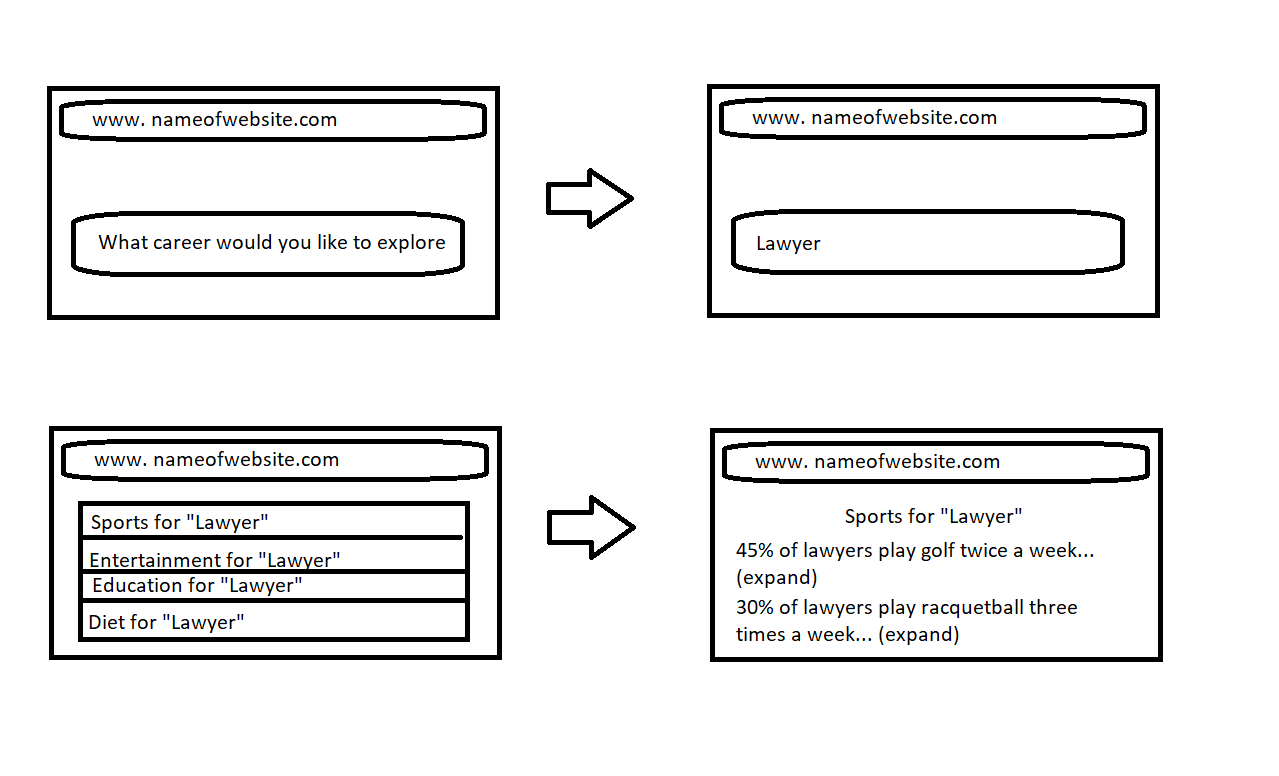 www. nameofwebsite.com
What career would you like to explore
www. nameofwebsite.com
Lawyer
www. nameofwebsite.com
Sports for "Lawyer"
Entertainment for "Lawyer"
Education for "Lawyer"
Diet for "Lawyer"
www. nameofwebsite.com
Sports for "Lawyer"
45% of lawyers play golf twice a week...
(expand)
30% of lawyers play racquetball three
times a week... (expand)